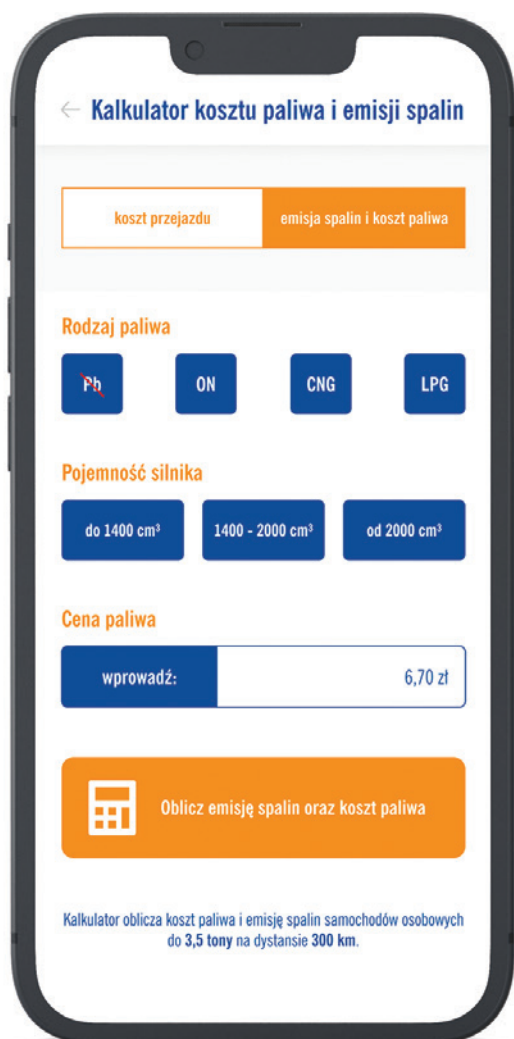 ← Kalkulator kosztu paliwa i emisji spalin
koszt przejazdu emisja spalin i koszt paliwa
Rodzaj paliwa
Pb ON CNG LPG
Pojemność silnika
do 1400 cm³ 1400 - 2000 cm³ od 2000 cm³
Cena paliwa
wprowadź: 6,70 zł
Oblicz emisję spalin oraz koszt paliwa
Kalkulator oblicza koszt paliwa i emisję spalin samochodów osobowych
do 3,5 tony na dystansie 300 km.